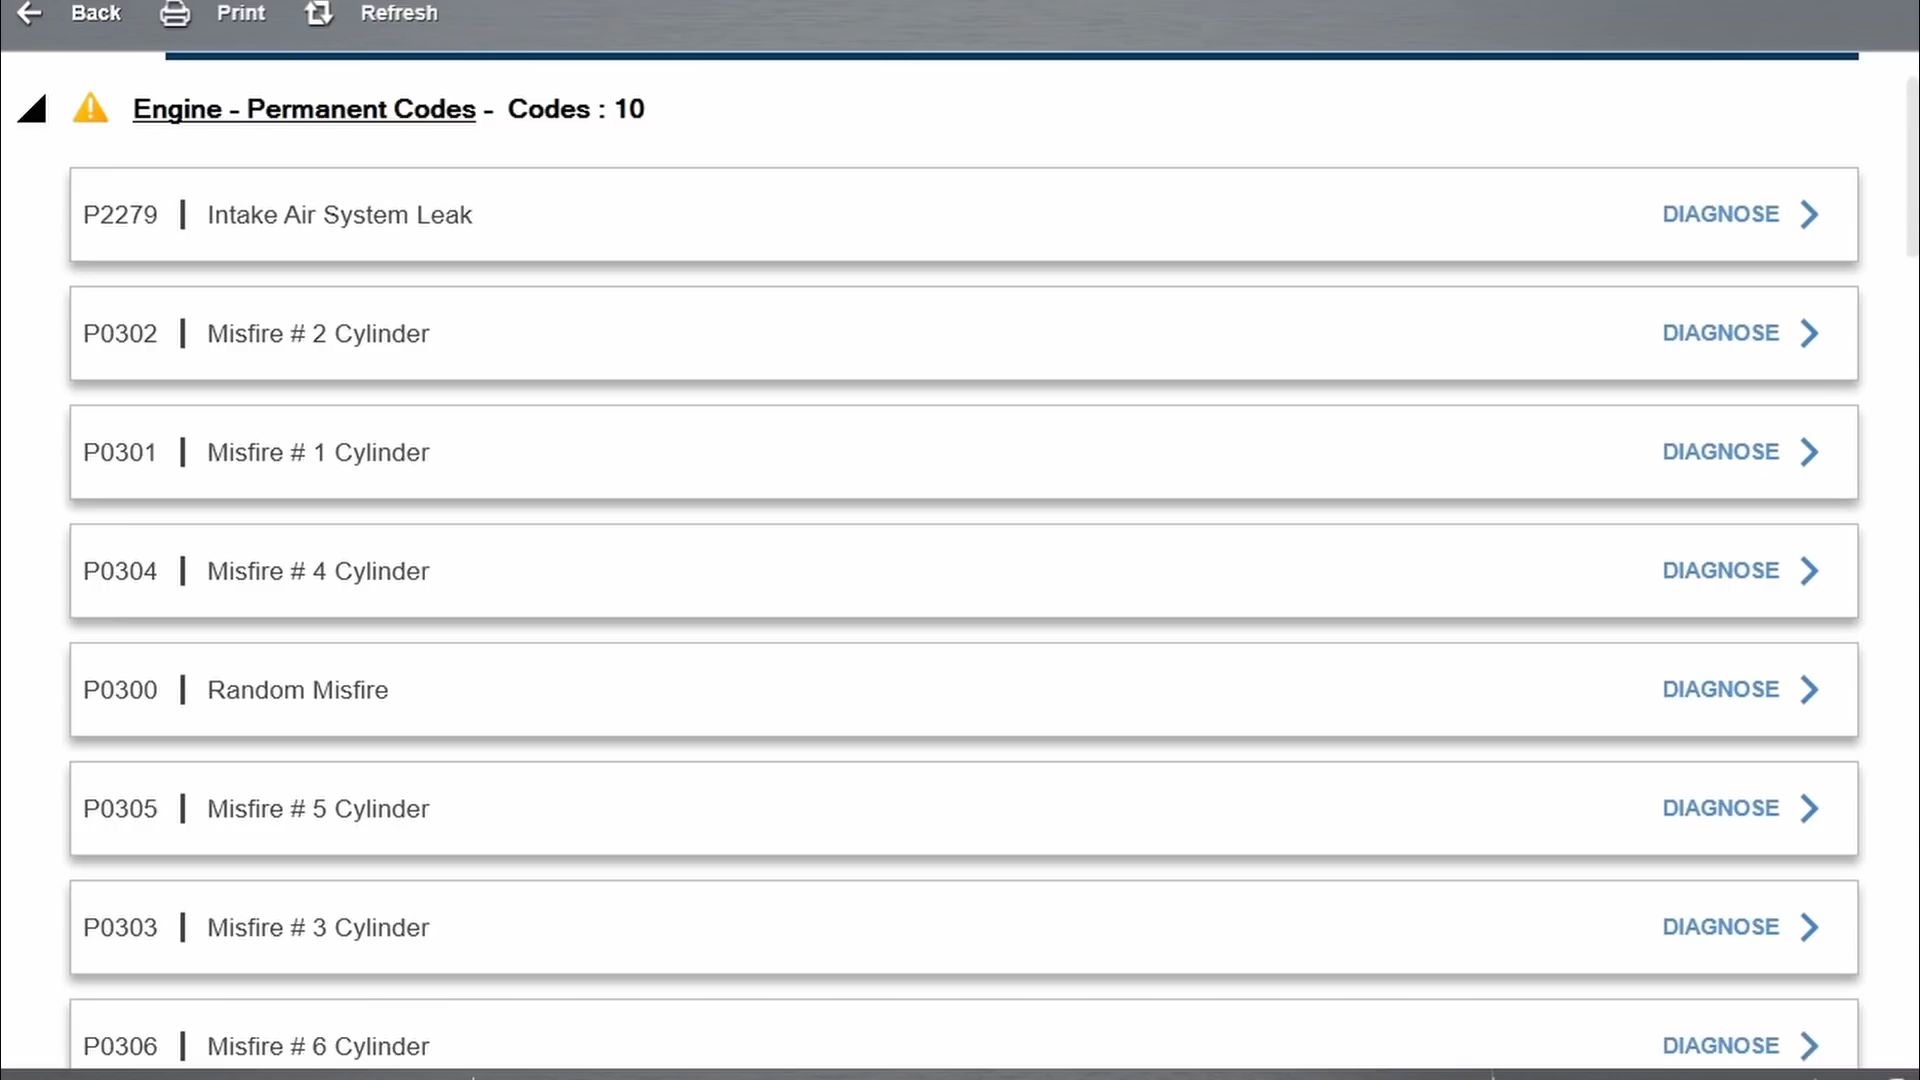 Back Print Refresh
Engine - Permanent Codes - Codes : 10
P2279 | Intake Air System Leak DIAGNOSE
P0302 | Misfire # 2 Cylinder DIAGNOSE
P0301 | Misfire # 1 Cylinder DIAGNOSE
P0304 | Misfire # 4 Cylinder DIAGNOSE
P0300 | Random Misfire DIAGNOSE
P0305 | Misfire # 5 Cylinder DIAGNOSE
P0303 | Misfire # 3 Cylinder DIAGNOSE
P0306 | Misfire # 6 Cylinder DIAGNOSE